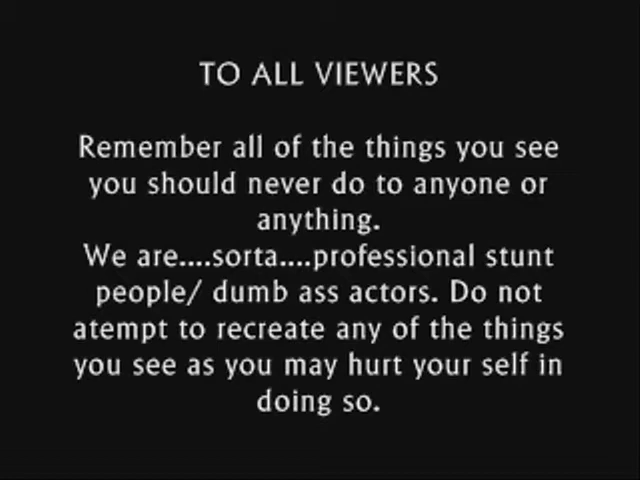 TO ALL VIEWERS
Remember all of the things you see
you should never do to anyone or
anything.
We are....sorta....professional stunt
people/ dumb ass actors. Do not
atempt to recreate any of the things
you see as you may hurt your self in
doing so.